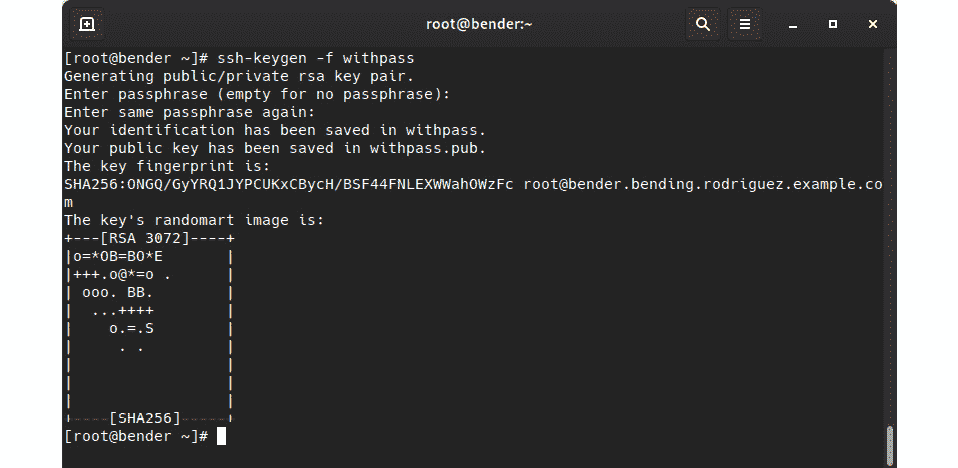 root@bender:~
[root@bender ~]# ssh-keygen -f withpass
Generating public/private rsa key pair.
Enter passphrase (empty for no passphrase):
Enter same passphrase again:
Your identification has been saved in withpass.
Your public key has been saved in withpass.pub.
The key fingerprint is:
SHA256:ONGQ/GyYRQ1JYPCUKxCBycH/BSF44FNLEXWWahOWzFc root@bender.bending.rodriguez.example.co
m
The key's randomart image is:
+---[RSA 3072]----+
|o=*OB=BO*E       |
|+++.o@*=o .      |
| ooo. BB.        |
|  ...++++        |
|    o.=.S        |
|     . .         |
|                 |
|                 |
|                 |
+----[SHA256]-----+
[root@bender ~]#